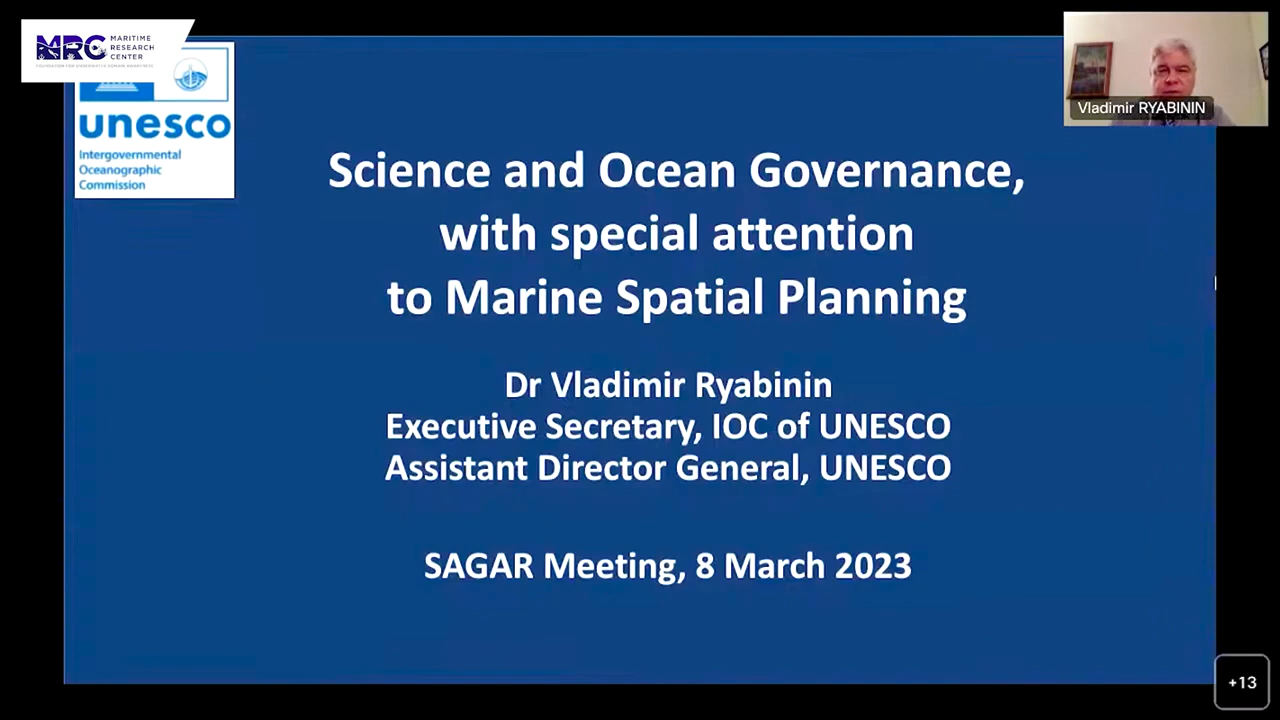 MRC
MARITIME
RESEARCH
CENTER
FOUNDATION FOR UNDERWATER DOMAIN AWARENESS
unesco
Intergovernmental
Oceanographic
Commission
Vladimir RYABININ
Science and Ocean Governance,
with special attention
to Marine Spatial Planning
Dr Vladimir Ryabinin
Executive Secretary, IOC of UNESCO
Assistant Director General, UNESCO
SAGAR Meeting, 8 March 2023
+13